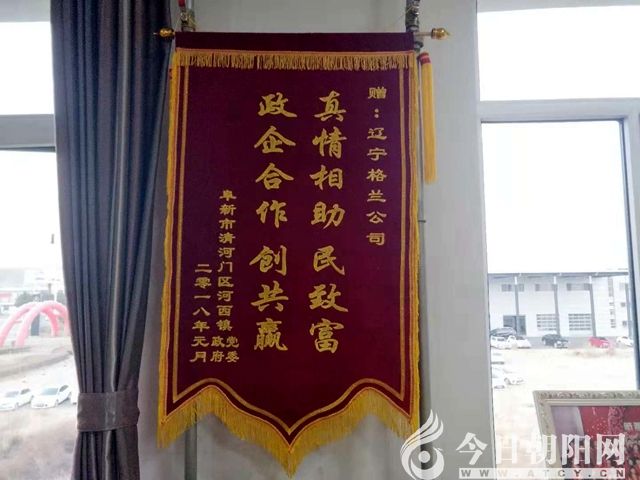 赠：辽宁格兰公司
真情相助 民致富
政企合作 创共赢
阜新市清河门区河西镇党委政府
二零一八年元月
今日朝阳网
WWW.ATCY.CN